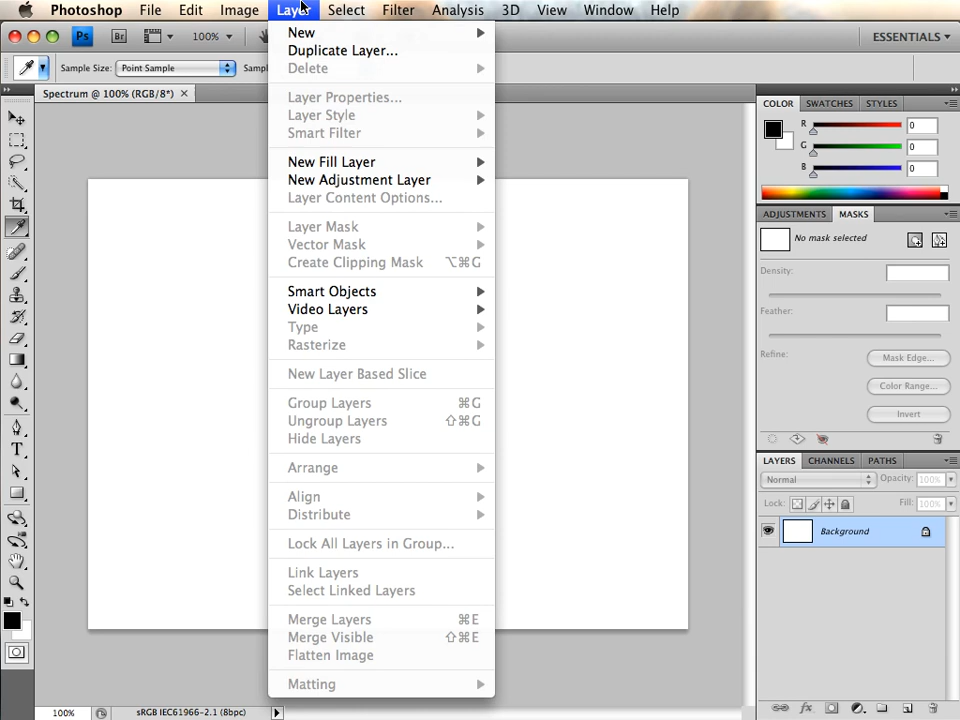 Photoshop File Edit Image Layer Select Filter Analysis 3D View Window Help
Ps Br 100% ESSENTIALS
Sample Size: Point Sample Sampl
Spectrum @ 100% (RGB/8*)
New
Duplicate Layer...
Delete
Layer Properties...
Layer Style
Smart Filter
New Fill Layer
New Adjustment Layer
Layer Content Options...
Layer Mask
Vector Mask
Create Clipping Mask ⌥⌘G
Smart Objects
Video Layers
Type
Rasterize
New Layer Based Slice
Group Layers ⌘G
Ungroup Layers ⇧⌘G
Hide Layers
Arrange
Align
Distribute
Lock All Layers in Group...
Link Layers
Select Linked Layers
Merge Layers ⌘E
Merge Visible ⇧⌘E
Flatten Image
Matting
COLOR SWATCHES STYLES
R 0
G 0
B 0
ADJUSTMENTS MASKS
No mask selected
Density:
Feather:
Refine: Mask Edge...
Color Range...
Invert
LAYERS CHANNELS PATHS
Normal Opacity: 100%
Lock: Fill: 100%
Background
fx
100% sRGB IEC61966-2.1 (8bpc)